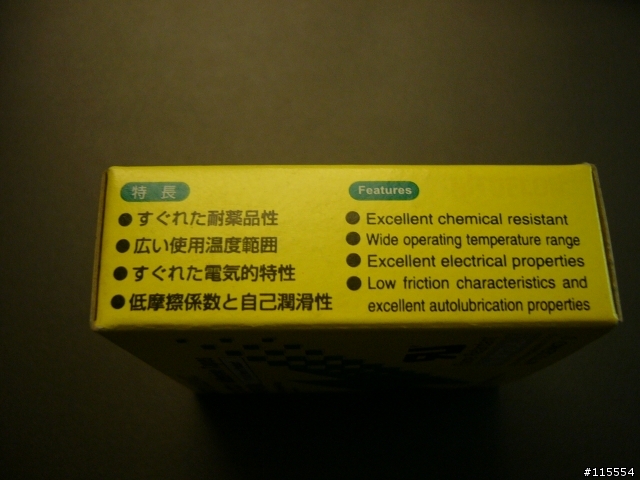 特長
●すぐれた耐薬品性
●広い使用温度範囲
●すぐれた電気的特性
●低摩擦係数と自己潤滑性
Features
●Excellent chemical resistant
●Wide operating temperature range
●Excellent electrical properties
●Low friction characteristics and
excellent autolubrication properties
#115554